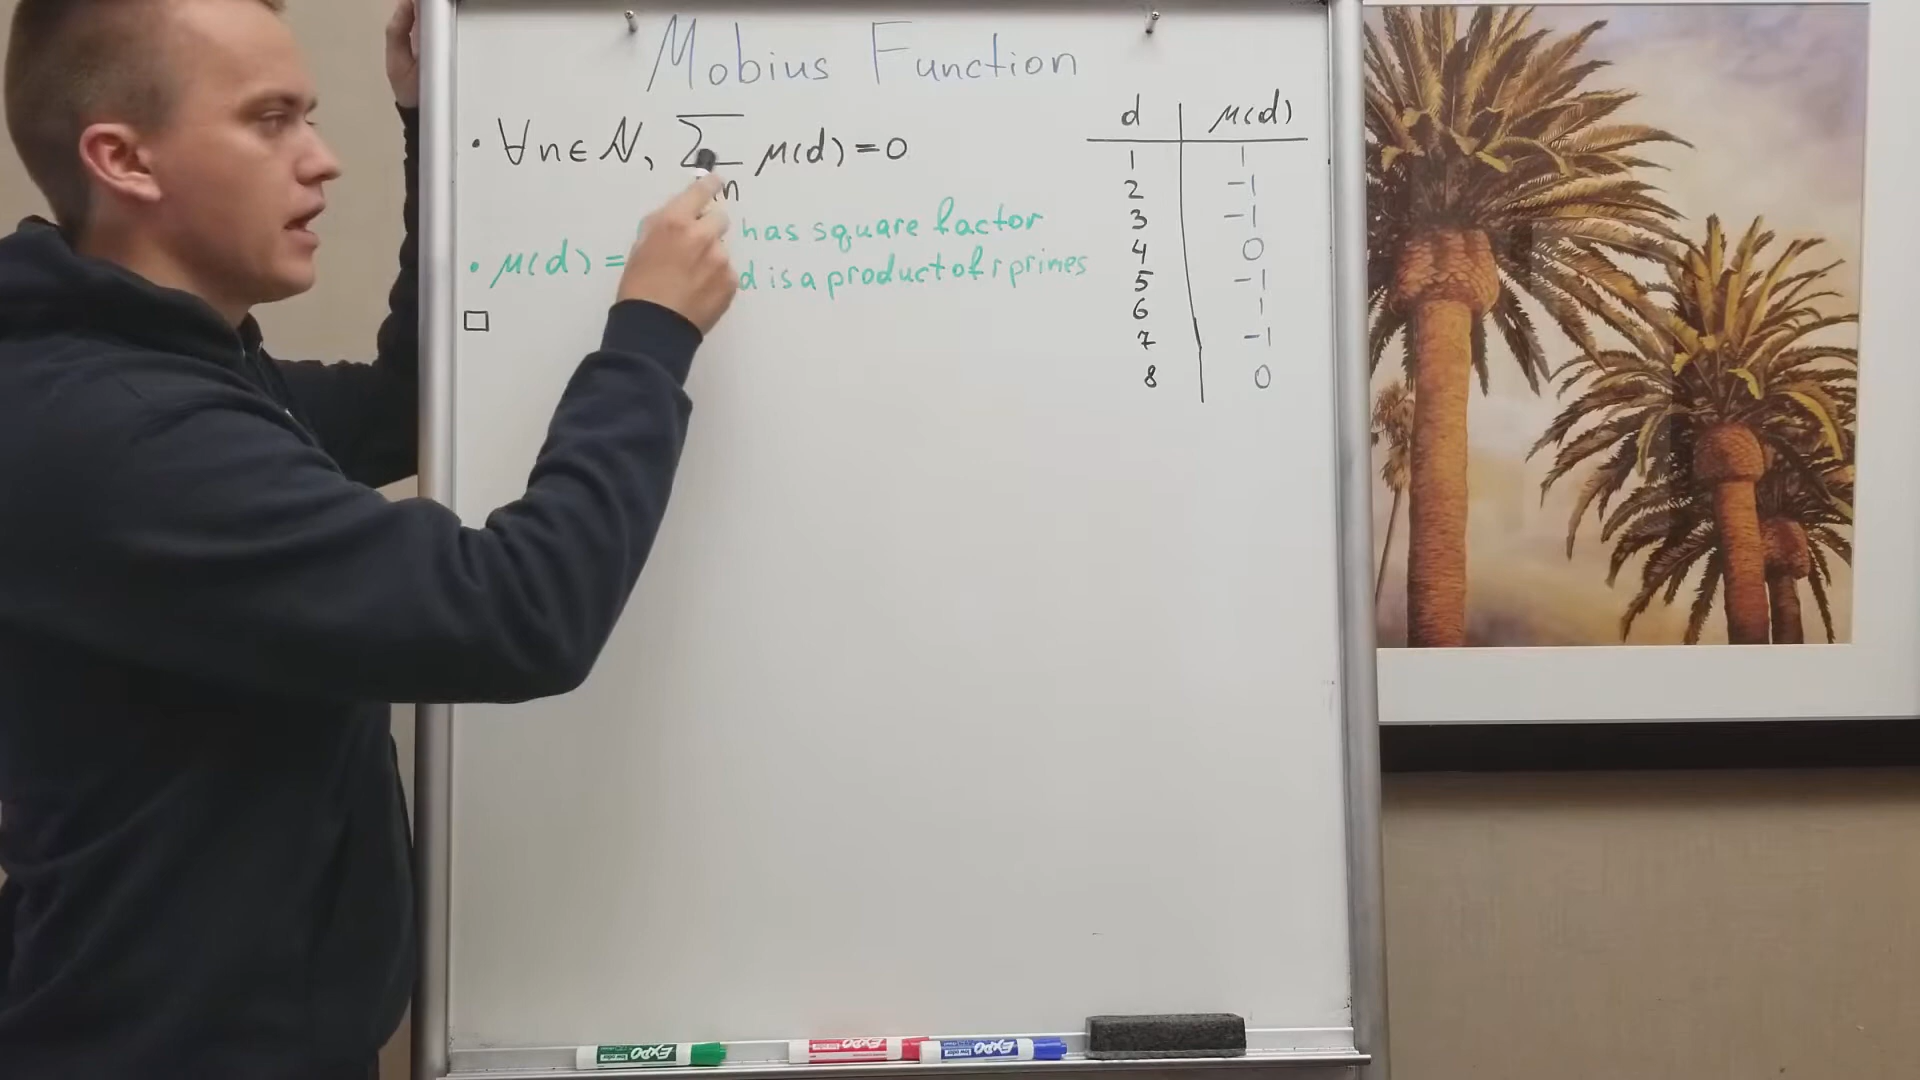 Mobius Function
• ∀n∈ℕ, Σ μ(d)=0
n
has square factor
• μ(d) =
d is a product of r primes
□
d μ(d)
1 1
2 -1
3 -1
4 0
5 -1
6 1
7 -1
8 0
EXPO
EXPO
EXPO